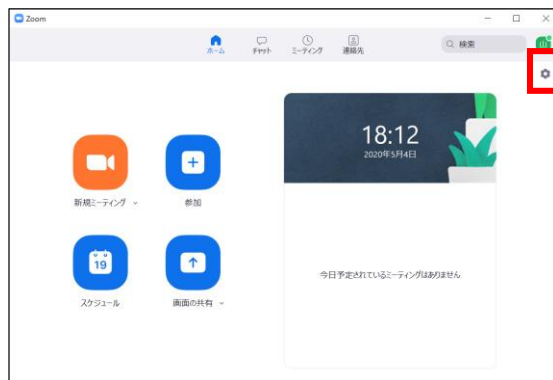 Zoom
ホーム
チャット
ミーティング
連絡先
検索
18:12
2020年5月4日
新規ミーティング
参加
19
スケジュール
画面の共有
今日予定されているミーティングはありません